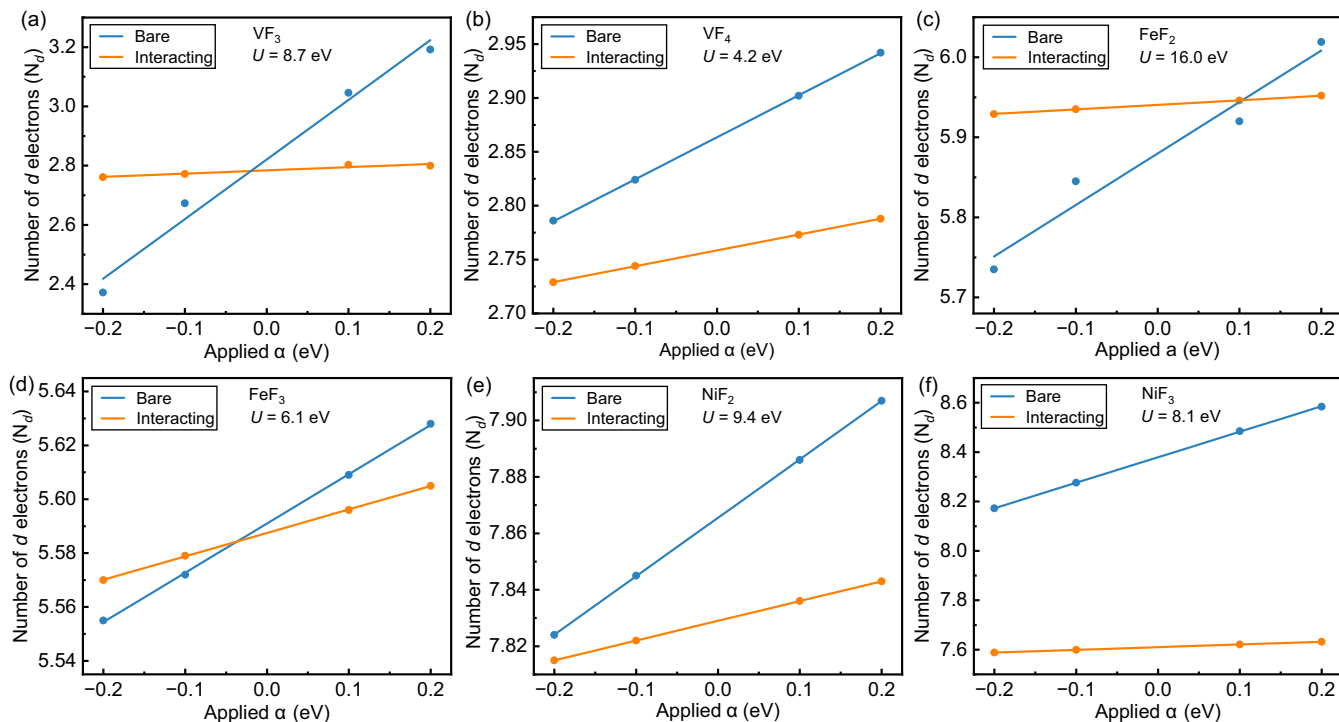 (a)
Bare
Interacting
VF3
U = 8.7 eV
Number of d electrons (Nd)
3.2
3.0
2.8
2.6
2.4
−0.2 −0.1 0.0 0.1 0.2
Applied α (eV)
(b)
Bare
Interacting
VF4
U = 4.2 eV
Number of d electrons (Nd)
2.95
2.90
2.85
2.80
2.75
2.70
−0.2 −0.1 0.0 0.1 0.2
Applied α (eV)
(c)
Bare
Interacting
FeF2
U = 16.0 eV
Number of d electrons (Nd)
6.0
5.9
5.8
5.7
−0.2 −0.1 0.0 0.1 0.2
Applied a (eV)
(d)
Bare
Interacting
FeF3
U = 6.1 eV
Number of d electrons (Nd)
5.64
5.62
5.60
5.58
5.56
5.54
−0.2 −0.1 0.0 0.1 0.2
Applied α (eV)
(e)
Bare
Interacting
NiF2
U = 9.4 eV
Number of d electrons (Nd)
7.90
7.88
7.86
7.84
7.82
−0.2 −0.1 0.0 0.1 0.2
Applied α (eV)
(f)
Bare
Interacting
NiF3
U = 8.1 eV
Number of d electrons (Nd)
8.6
8.4
8.2
8.0
7.8
7.6
−0.2 −0.1 0.0 0.1 0.2
Applied α (eV)